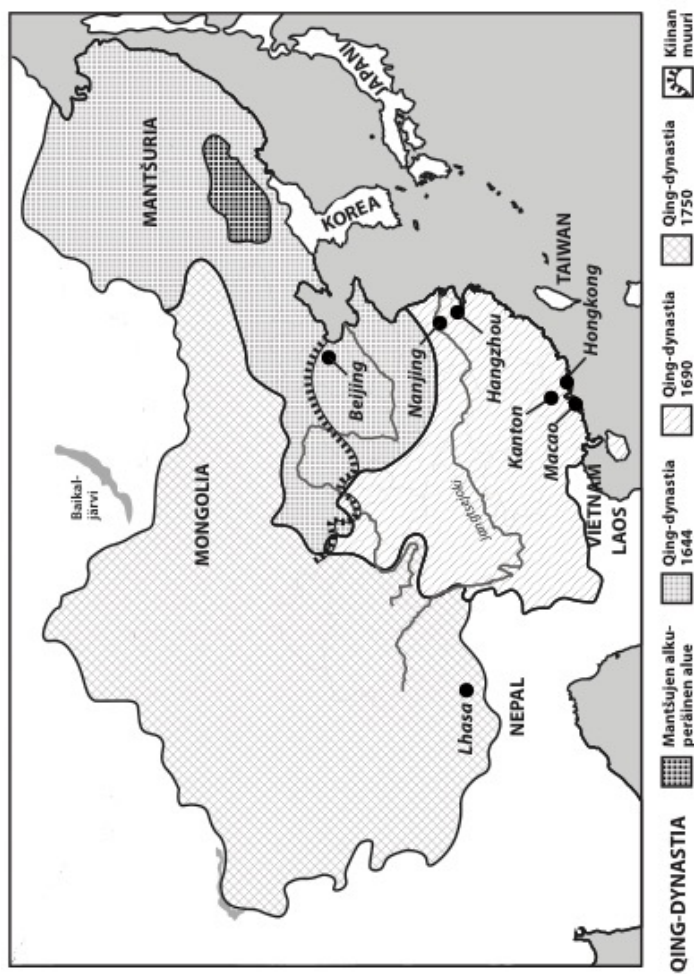 Baikal-
järvi
MONGOLIA
MANTŠURIA
KOREA
JAPANI
Beijing
Nanjing
Hangzhou
Jangtsejoki
Lhasa
NEPAL
Kanton
Macao
Hongkong
TAIWAN
VIETNAM
LAOS
QING-DYNASTIA
Mantšujen alku-
peräinen alue
Qing-dynastia
1644
Qing-dynastia
1690
Qing-dynastia
1750
Kiinan
muuri